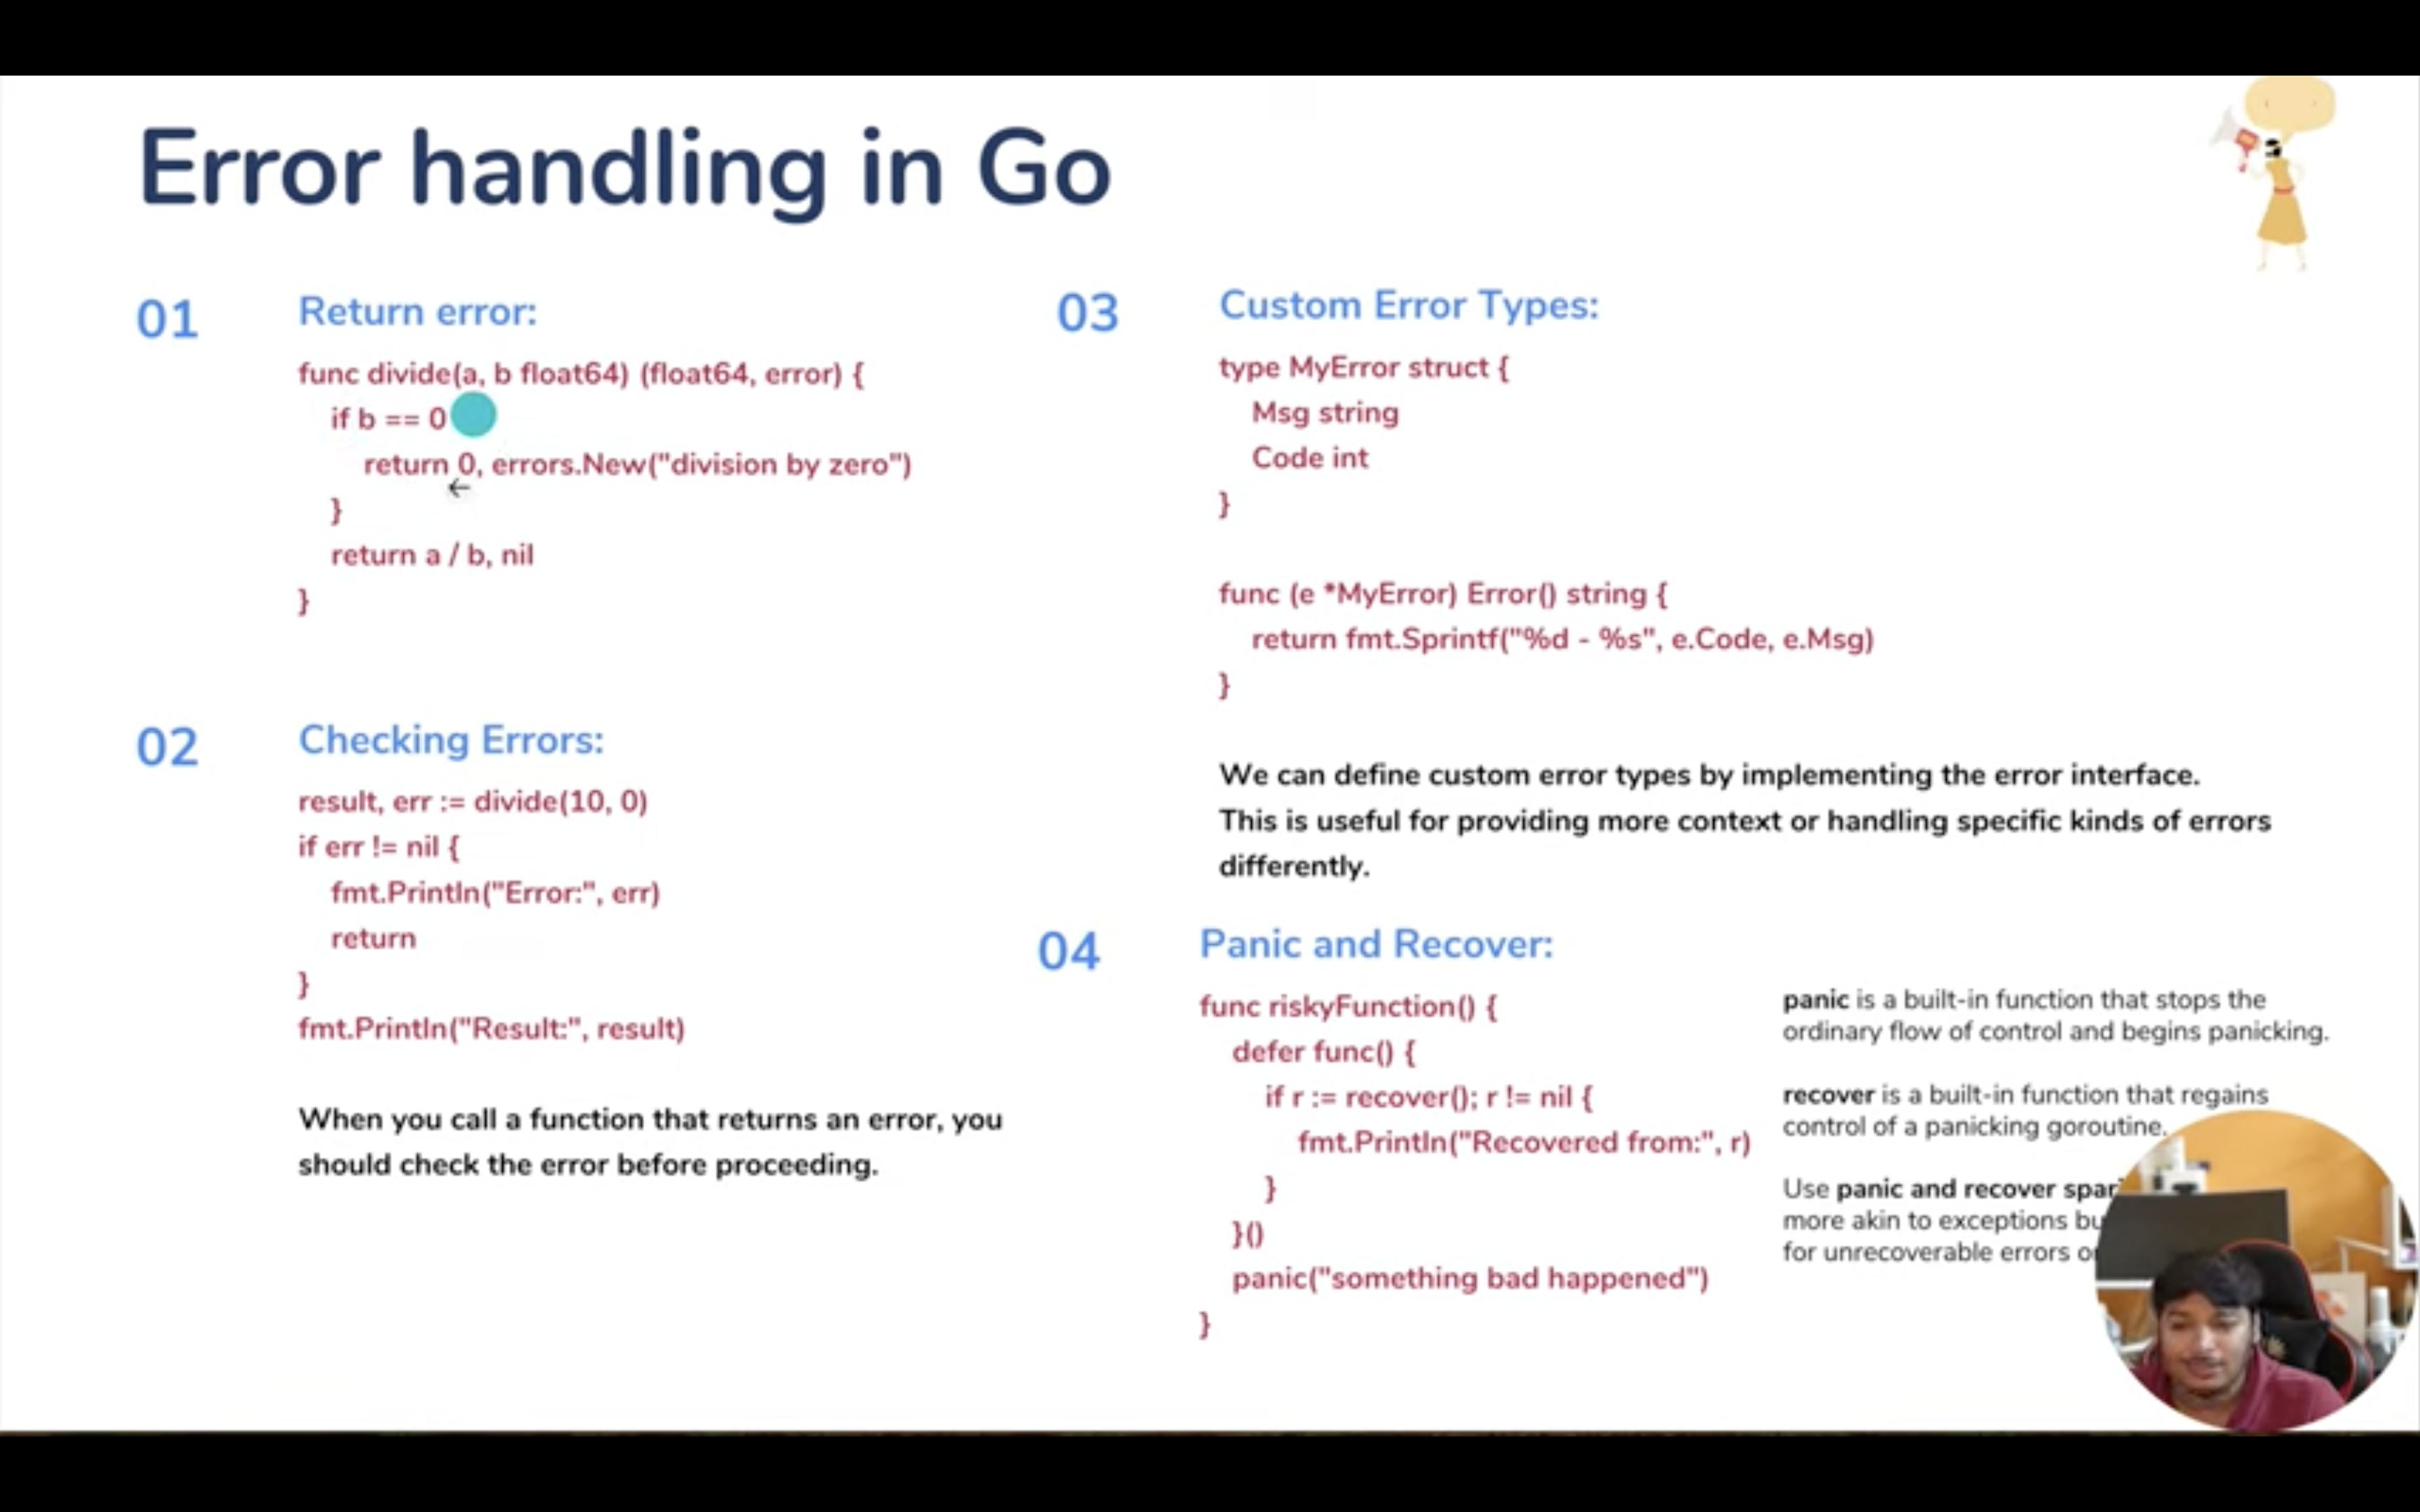 Error handling in Go
01
Return error:
func divide(a, b float64) (float64, error) {
if b == 0
return 0, errors.New("division by zero")
}
return a / b, nil
}
02
Checking Errors:
result, err := divide(10, 0)
if err != nil {
fmt.Println("Error:", err)
return
}
fmt.Println("Result:", result)
When you call a function that returns an error, you
should check the error before proceeding.
03
Custom Error Types:
type MyError struct {
Msg string
Code int
}
func (e *MyError) Error() string {
return fmt.Sprintf("%d - %s", e.Code, e.Msg)
}
We can define custom error types by implementing the error interface.
This is useful for providing more context or handling specific kinds of errors
differently.
04
Panic and Recover:
func riskyFunction() {
defer func() {
if r := recover(); r != nil {
fmt.Println("Recovered from:", r)
}
}()
panic("something bad happened")
}
panic is a built-in function that stops the
ordinary flow of control and begins panicking.
recover is a built-in function that regains
control of a panicking goroutine.
Use panic and recover
more akin to exceptions
for unrecoverable errors